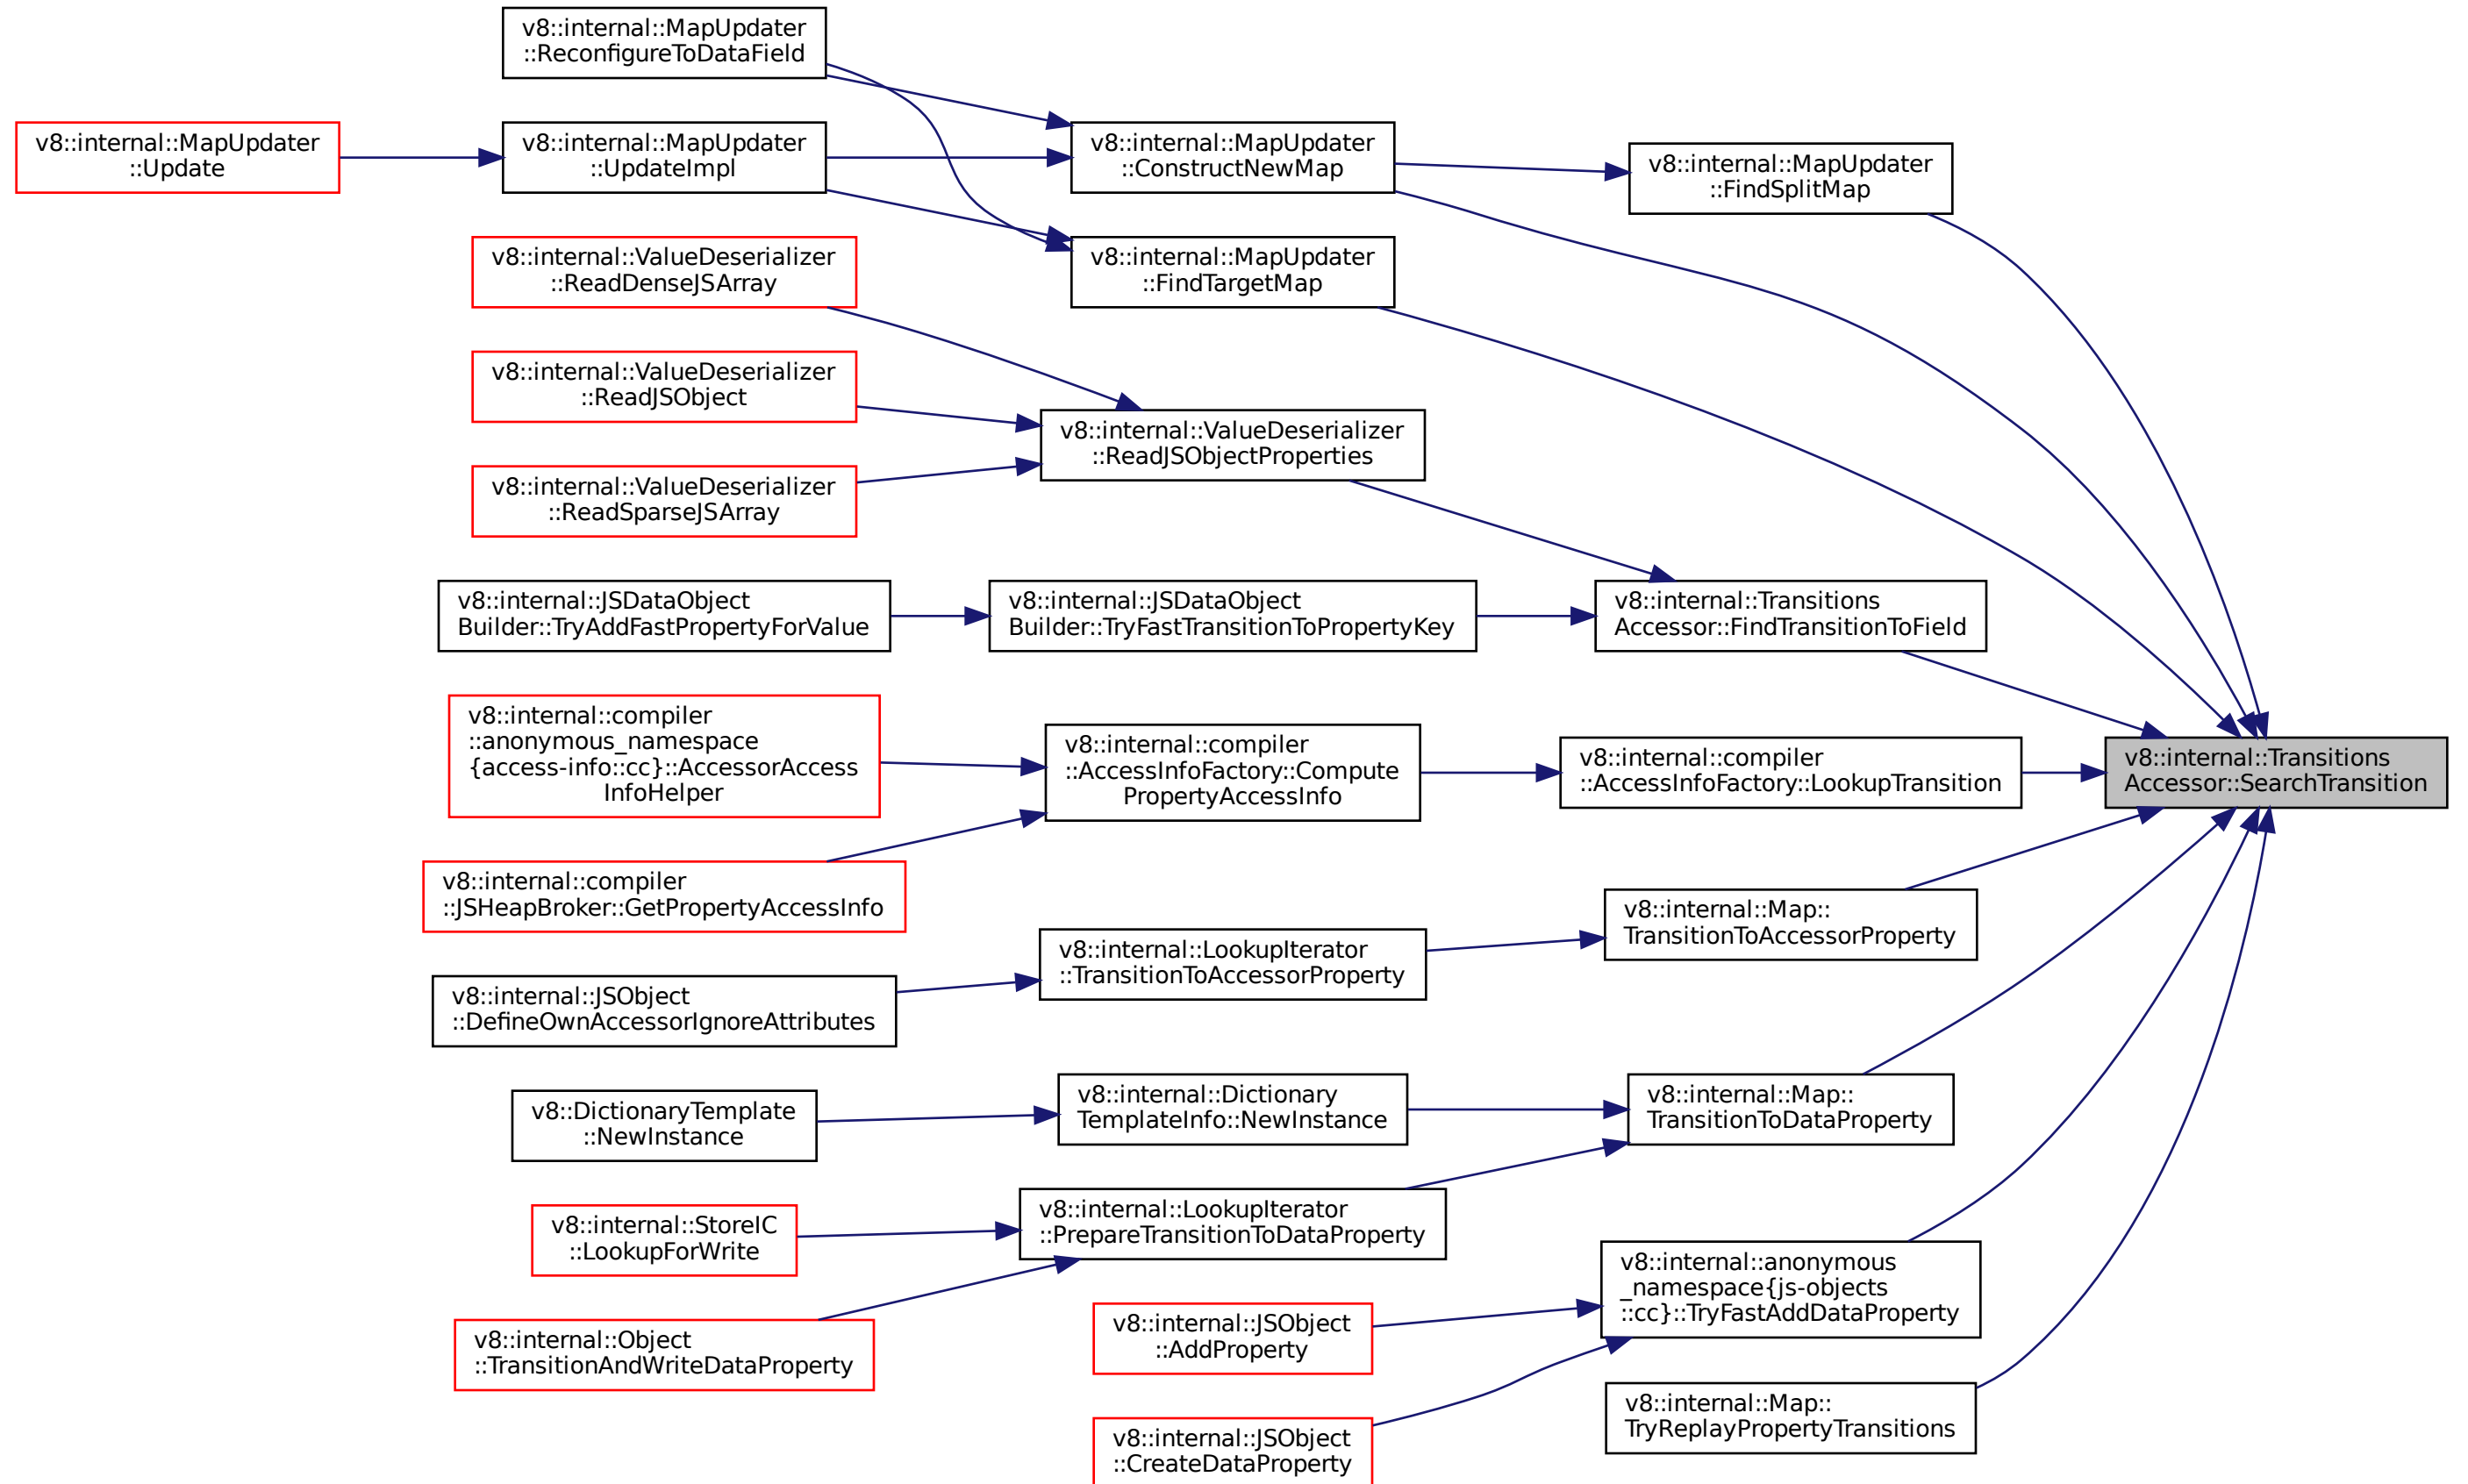 v8::internal::MapUpdater
::ReconfigureToDataField
v8::internal::MapUpdater
::Update
v8::internal::MapUpdater
::UpdateImpl
v8::internal::MapUpdater
::ConstructNewMap
v8::internal::MapUpdater
::FindSplitMap
v8::internal::ValueDeserializer
::ReadDenseJSArray
v8::internal::MapUpdater
::FindTargetMap
v8::internal::ValueDeserializer
::ReadJSObject
v8::internal::ValueDeserializer
::ReadJSObjectProperties
v8::internal::ValueDeserializer
::ReadSparseJSArray
v8::internal::JSDataObject
Builder::TryAddFastPropertyForValue
v8::internal::JSDataObject
Builder::TryFastTransitionToPropertyKey
v8::internal::Transitions
Accessor::FindTransitionToField
v8::internal::compiler
::anonymous_namespace
{access-info::cc}::AccessorAccess
InfoHelper
v8::internal::compiler
::AccessInfoFactory::Compute
PropertyAccessInfo
v8::internal::compiler
::AccessInfoFactory::LookupTransition
v8::internal::Transitions
Accessor::SearchTransition
v8::internal::compiler
::JSHeapBroker::GetPropertyAccessInfo
v8::internal::Map::
TransitionToAccessorProperty
v8::internal::LookupIterator
::TransitionToAccessorProperty
v8::internal::JSObject
::DefineOwnAccessorIgnoreAttributes
v8::DictionaryTemplate
::NewInstance
v8::internal::Dictionary
TemplateInfo::NewInstance
v8::internal::Map::
TransitionToDataProperty
v8::internal::StoreIC
::LookupForWrite
v8::internal::LookupIterator
::PrepareTransitionToDataProperty
v8::internal::anonymous
_namespace{js-objects
::cc}::TryFastAddDataProperty
v8::internal::Object
::TransitionAndWriteDataProperty
v8::internal::JSObject
::AddProperty
v8::internal::Map::
TryReplayPropertyTransitions
v8::internal::JSObject
::CreateDataProperty